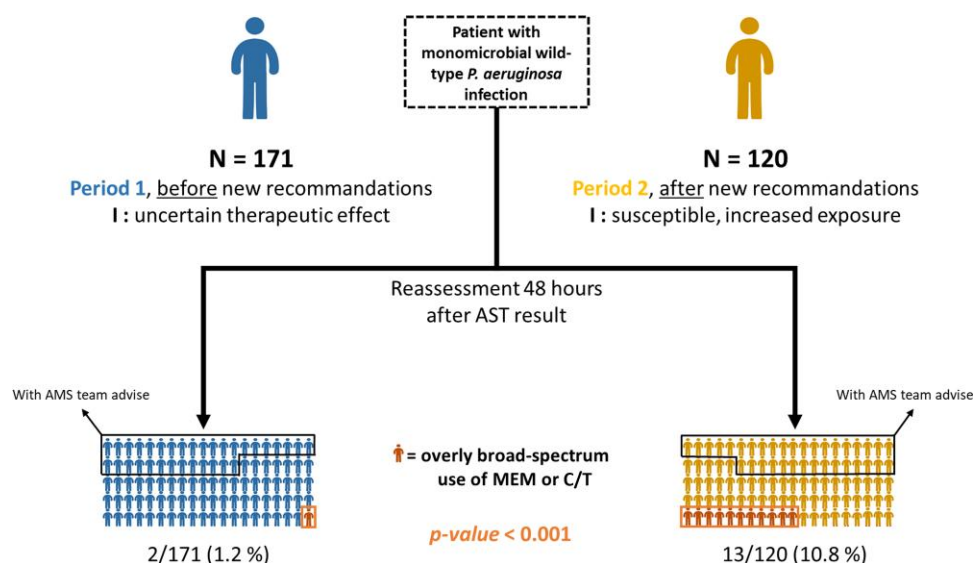 Patient with
monomicrobial wild-
type P. aeruginosa
infection
N = 171
Period 1, before new recommandations
I : uncertain therapeutic effect
N = 120
Period 2, after new recommandations
I : susceptible, increased exposure
Reassessment 48 hours
after AST result
With AMS team advise
With AMS team advise
= overly broad-spectrum
use of MEM or C/T
p-value < 0.001
2/171 (1.2 %)
13/120 (10.8 %)